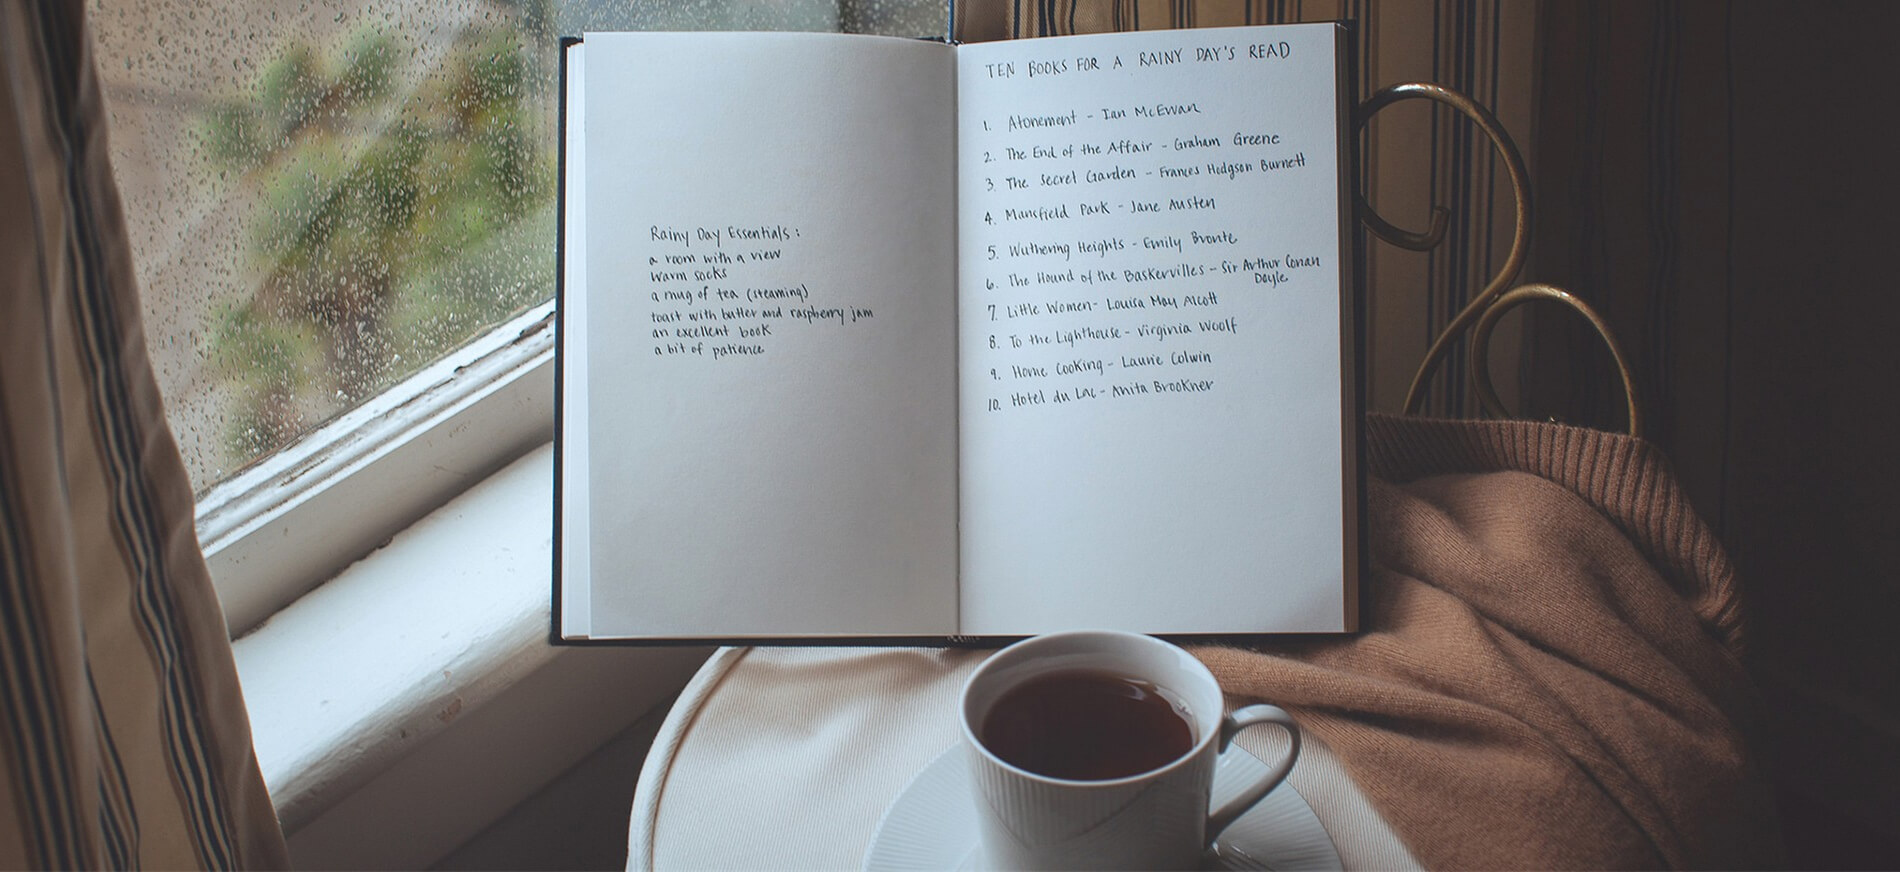 Rainy Day Essentials:
a room with a view
warm socks
a mug of tea (steaming)
toast with butter and raspberry jam
an excellent book
a bit of patience
TEN BOOKS FOR A RAINY DAY'S READ
1. Atonement - Ian McEwan
2. The End of the Affair - Graham Greene
3. The Secret Garden - Frances Hodgson Burnett
4. Mansfield Park - Jane Austen
5. Wuthering Heights - Emily Bronte
6. The Hound of the Baskervilles - Sir Arthur Conan
Doyle
7. Little Women - Louisa May Alcott
8. To the Lighthouse - Virginia Woolf
9. Home Cooking - Laurie Colwin
10. Hotel du Lac - Anita Brookner